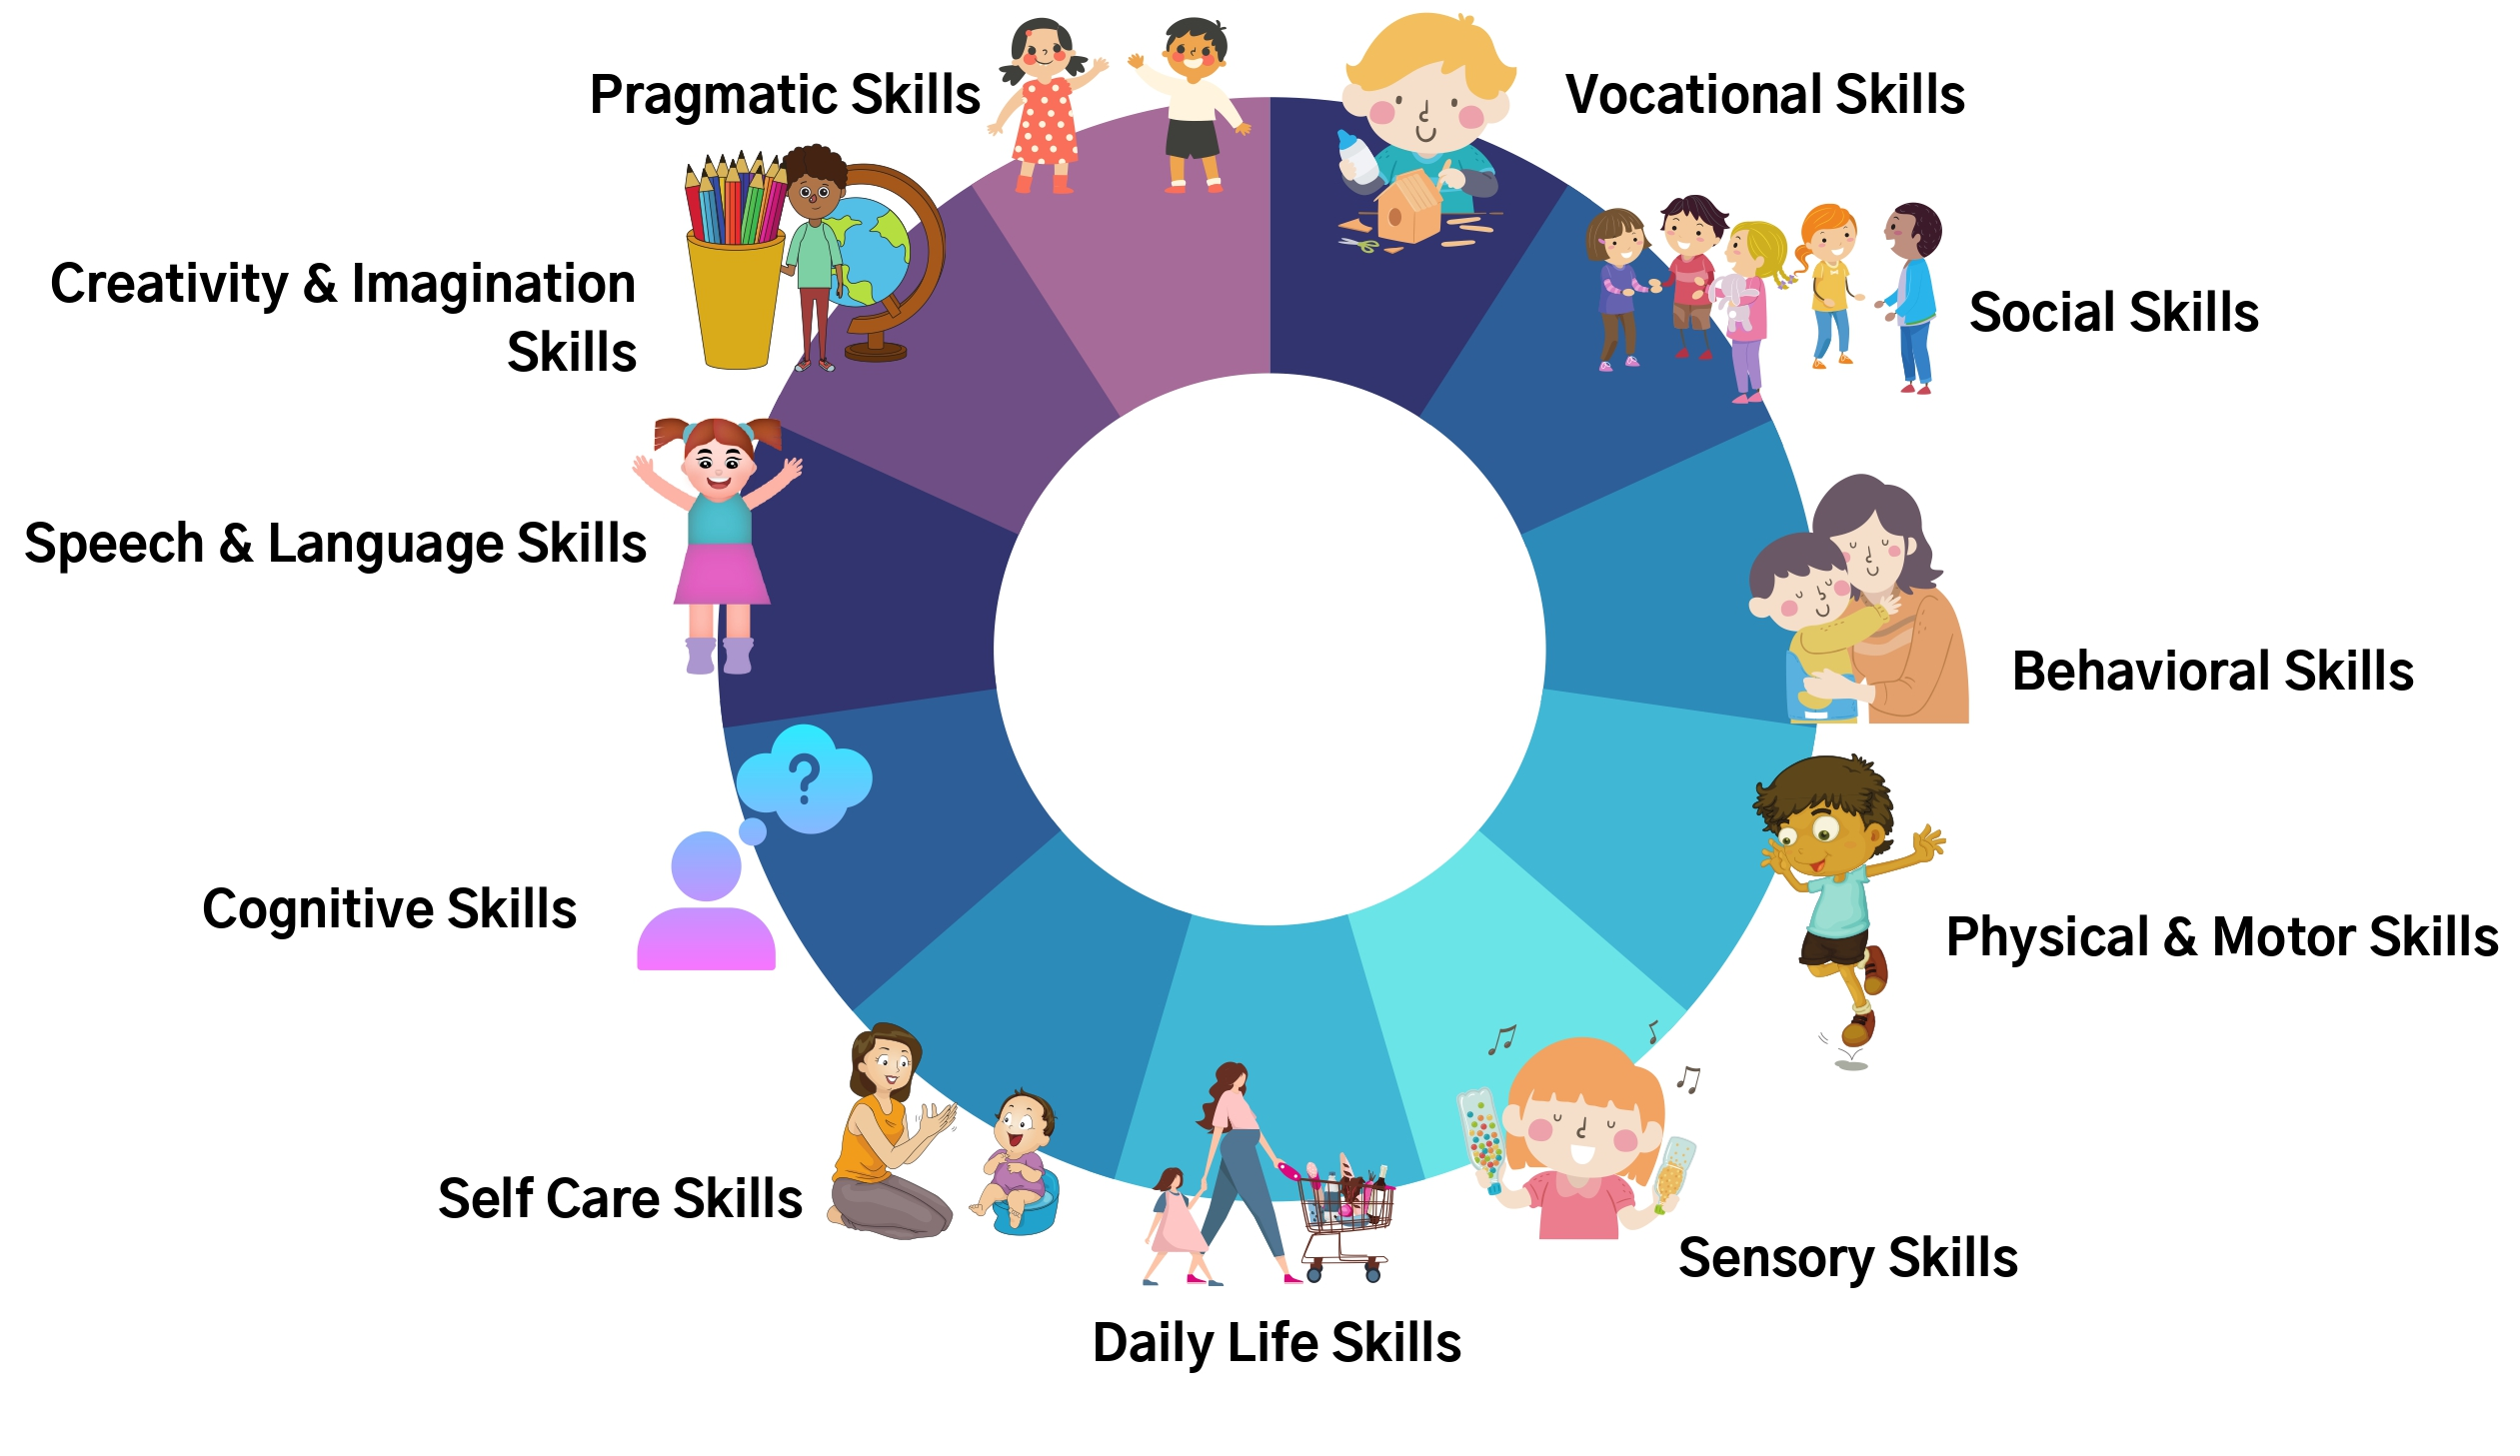 Pragmatic Skills
Vocational Skills
Creativity & Imagination
Skills
Social Skills
Speech & Language Skills
Behavioral Skills
?
Cognitive Skills
Physical & Motor Skills
Self Care Skills
Sensory Skills
Daily Life Skills